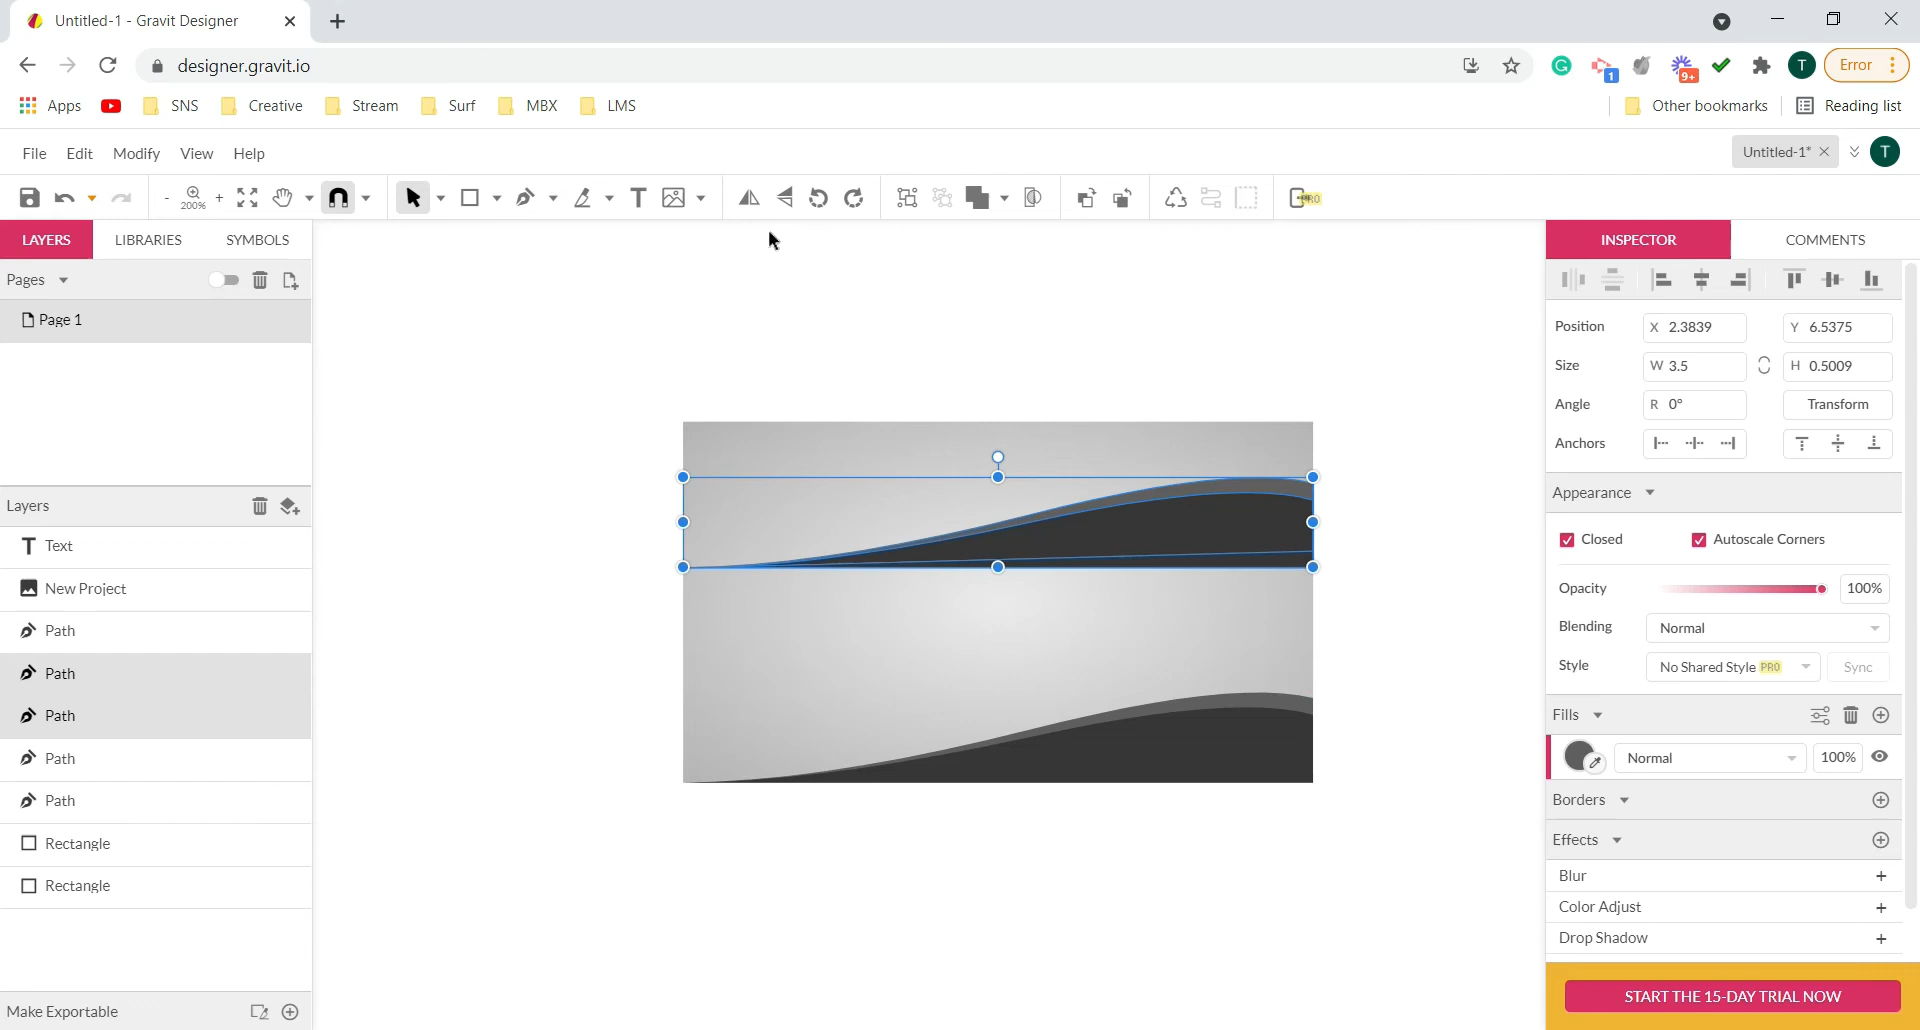 Untitled-1 - Gravit Designer
designer.gravit.io
1
9+
T
Error
Apps
SNS
Creative
Stream
Surf
MBX
LMS
Other bookmarks
Reading list
File
Edit
Modify
View
Help
Untitled-1*
T
- 200% +
PRO
LAYERS
LIBRARIES
SYMBOLS
INSPECTOR
COMMENTS
Pages
Page 1
Position
X 2.3839
Y 6.5375
Size
W 3.5
H 0.5009
Angle
R 0°
Transform
Anchors
Layers
Text
New Project
Path
Path
Path
Path
Path
Rectangle
Rectangle
Make Exportable
Appearance
Closed
Autoscale Corners
Opacity
100%
Blending
Normal
Style
No Shared Style PRO
Sync
Fills
Normal
100%
Borders
Effects
Blur +
Color Adjust +
Drop Shadow +
START THE 15-DAY TRIAL NOW